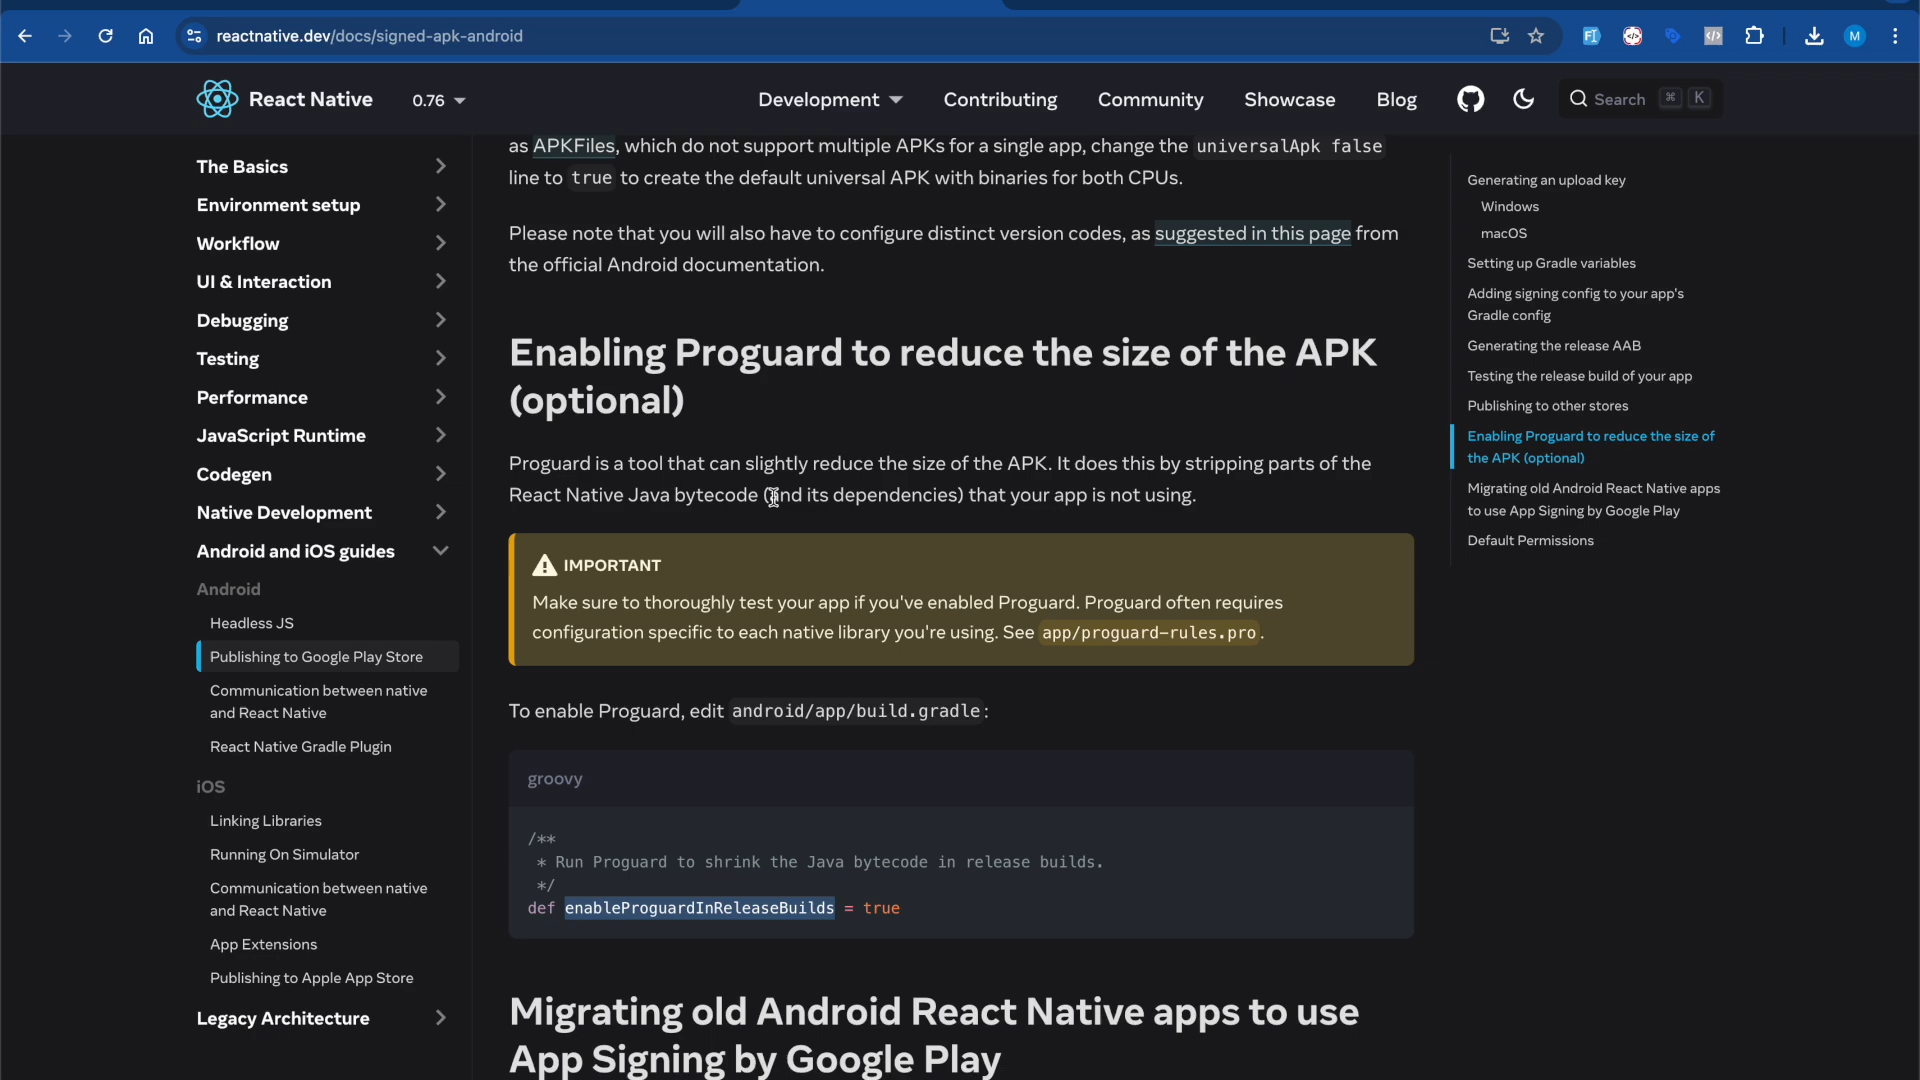 reactnative.dev/docs/signed-apk-android
M
React Native
0.76
Development
Contributing
Community
Showcase
Blog
Search ⌘ K
The Basics
Environment setup
Workflow
UI & Interaction
Debugging
Testing
Performance
JavaScript Runtime
Codegen
Native Development
Android and iOS guides
Android
Headless JS
Publishing to Google Play Store
Communication between native
and React Native
React Native Gradle Plugin
iOS
Linking Libraries
Running On Simulator
Communication between native
and React Native
App Extensions
Publishing to Apple App Store
Legacy Architecture
as APKFiles, which do not support multiple APKs for a single app, change the universalApk false
line to true to create the default universal APK with binaries for both CPUs.
Please note that you will also have to configure distinct version codes, as suggested in this page from
the official Android documentation.
Enabling Proguard to reduce the size of the APK
(optional)
Proguard is a tool that can slightly reduce the size of the APK. It does this by stripping parts of the
React Native Java bytecode (and its dependencies) that your app is not using.
IMPORTANT
Make sure to thoroughly test your app if you've enabled Proguard. Proguard often requires
configuration specific to each native library you're using. See app/proguard-rules.pro.
To enable Proguard, edit android/app/build.gradle:
groovy
/**
* Run Proguard to shrink the Java bytecode in release builds.
*/
def enableProguardInReleaseBuilds = true
Migrating old Android React Native apps to use
App Signing by Google Play
Generating an upload key
Windows
macOS
Setting up Gradle variables
Adding signing config to your app's
Gradle config
Generating the release AAB
Testing the release build of your app
Publishing to other stores
Enabling Proguard to reduce the size of
the APK (optional)
Migrating old Android React Native apps
to use App Signing by Google Play
Default Permissions